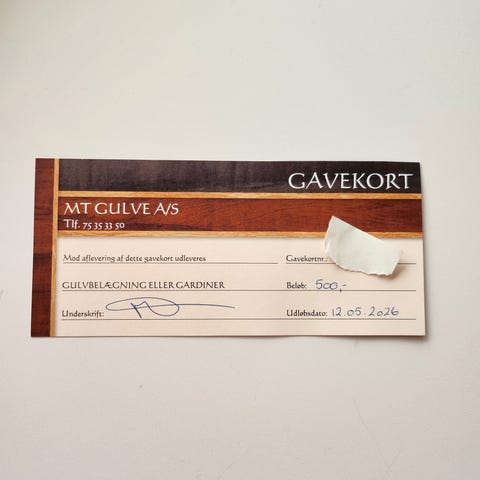 GAVEKORT
MT GULVE A/S
Tlf. 75 35 33 50
Mod aflevering af dette gavekort udleveres
Gavekortnr.:
GULVBELÆGNING ELLER GARDINER
Beløb: 500,-
Underskrift:
Udløbsdato: 12.05.2026